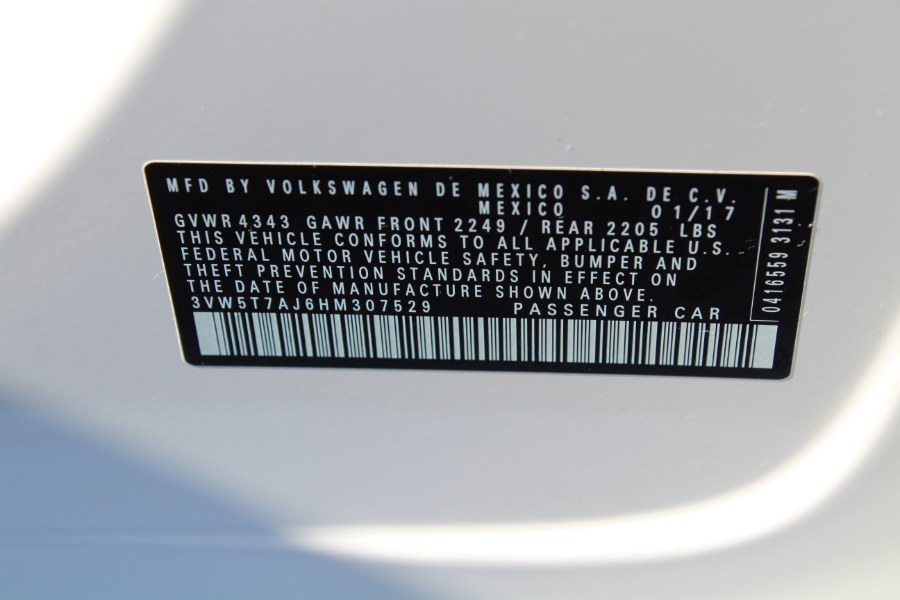 MFD BY VOLKSWAGEN DE MEXICO S.A. DE C.V.
MEXICO 01/17
GVWR 4343 GAWR FRONT 2249 / REAR 2205 LBS
THIS VEHICLE CONFORMS TO ALL APPLICABLE U.S.
FEDERAL MOTOR VEHICLE SAFETY, BUMPER AND
THEFT PREVENTION STANDARDS IN EFFECT ON
THE DATE OF MANUFACTURE SHOWN ABOVE.
3VW5T7AJ6HM307529 PASSENGER CAR
0416559 3131 M